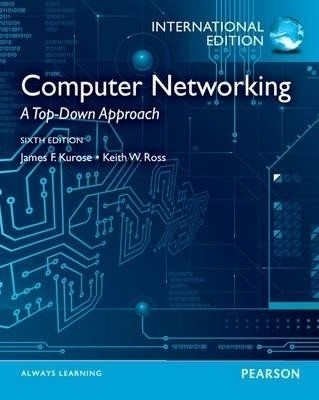 INTERNATIONAL
EDITION
Computer Networking
A Top-Down Approach
SIXTH EDITION
James F. Kurose • Keith W. Ross
ALWAYS LEARNING
PEARSON